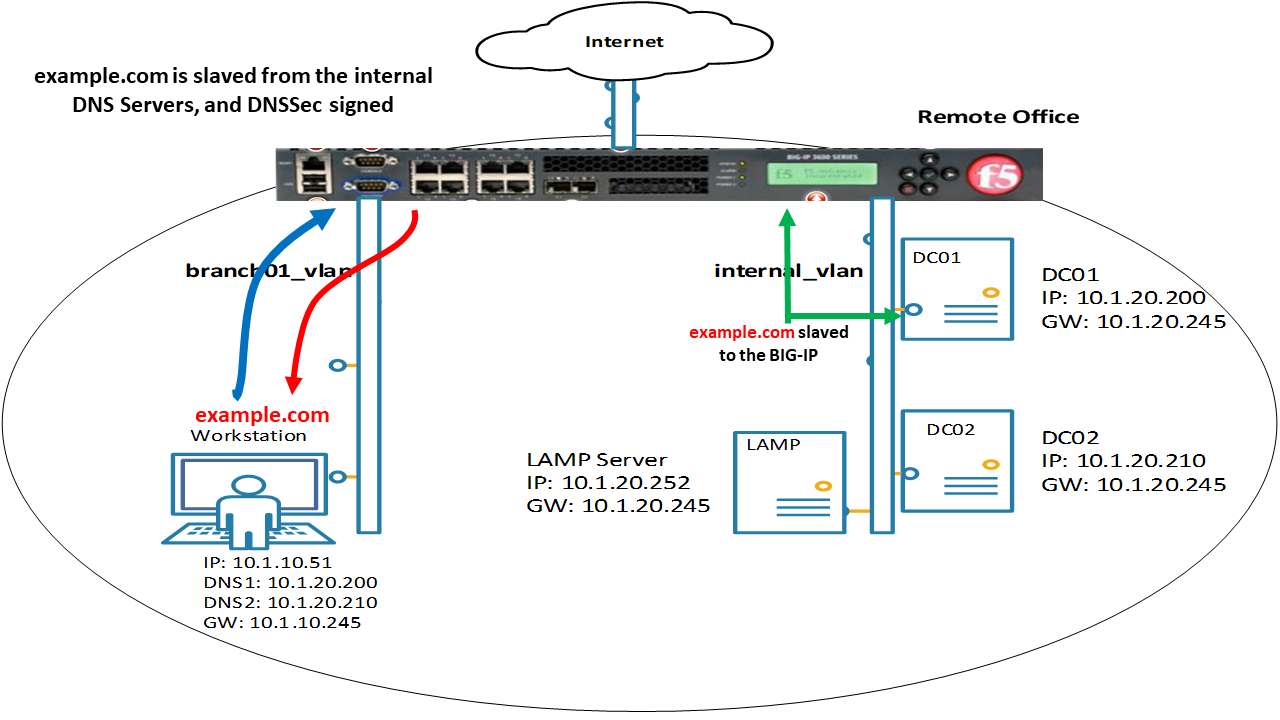 Internet
example.com is slaved from the internal
DNS Servers, and DNSSec signed
Remote Office
BIG-IP 3600 SERIES
f5
f5
branch01_vlan
internal_vlan
DC01
DC01
IP: 10.1.20.200
GW: 10.1.20.245
example.com slaved
to the BIG-IP
example.com
Workstation
LAMP
LAMP Server
IP: 10.1.20.252
GW: 10.1.20.245
DC02
DC02
IP: 10.1.20.210
GW: 10.1.20.245
IP: 10.1.10.51
DNS1: 10.1.20.200
DNS2: 10.1.20.210
GW: 10.1.10.245